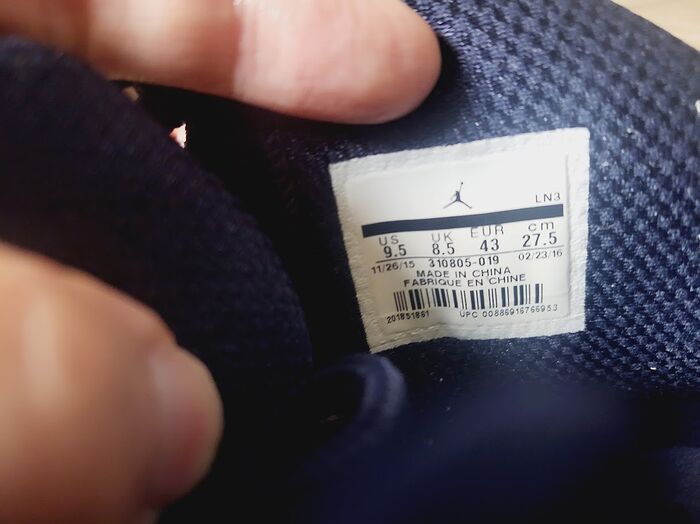 LN3
US UK EUR cm
9.5 8.5 43 27.5
11/26/15 310805-019 02/23/16
MADE IN CHINA
FABRIQUE EN CHINE
201851861 UPC 00886916766953